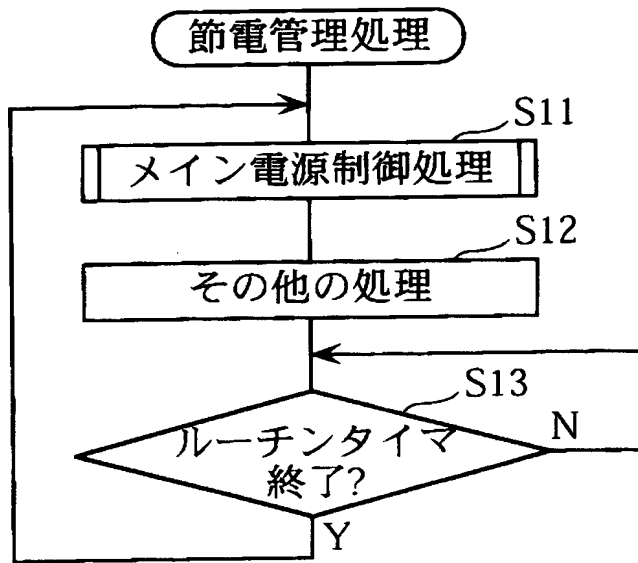 節電管理処理
S11
メイン電源制御処理
S12
その他の処理
S13
ルーチンタイマ
終了?
N
Y